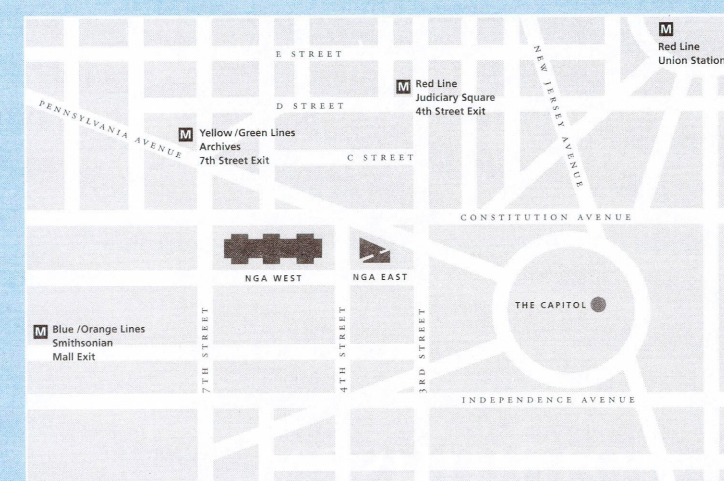 M
Red Line
Union Station
E STREET
NEW JERSEY AVENUE
M Red Line
Judiciary Square
4th Street Exit
PENNSYLVANIA AVENUE
D STREET
M Yellow/Green Lines
Archives
7th Street Exit
C STREET
CONSTITUTION AVENUE
NGA WEST
NGA EAST
THE CAPITOL
M Blue/Orange Lines
Smithsonian
Mall Exit
7TH STREET
4TH STREET
3RD STREET
INDEPENDENCE AVENUE